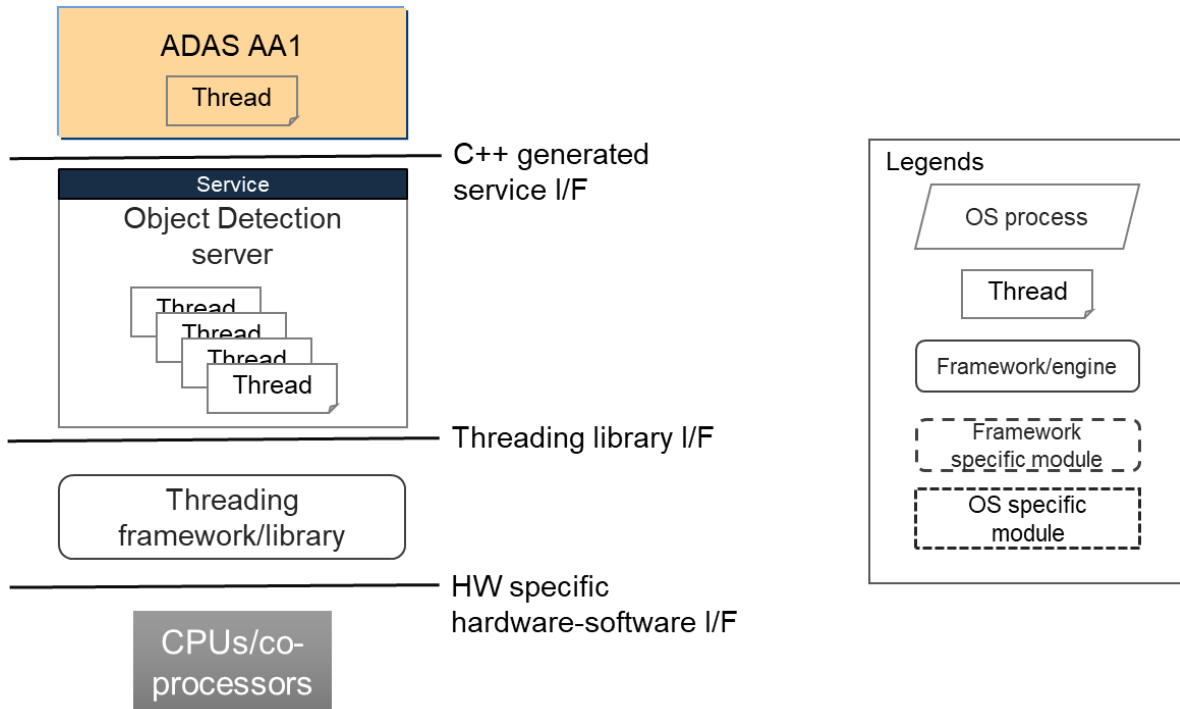 ADAS AA1
Thread
C++ generated
service I/F
Service
Object Detection
server
Thread
Thread
Thread
Thread
Threading library I/F
Threading
framework/library
HW specific
hardware-software I/F
CPUs/co-
processors
Legends
OS process
Thread
Framework/engine
Framework
specific module
OS specific
module